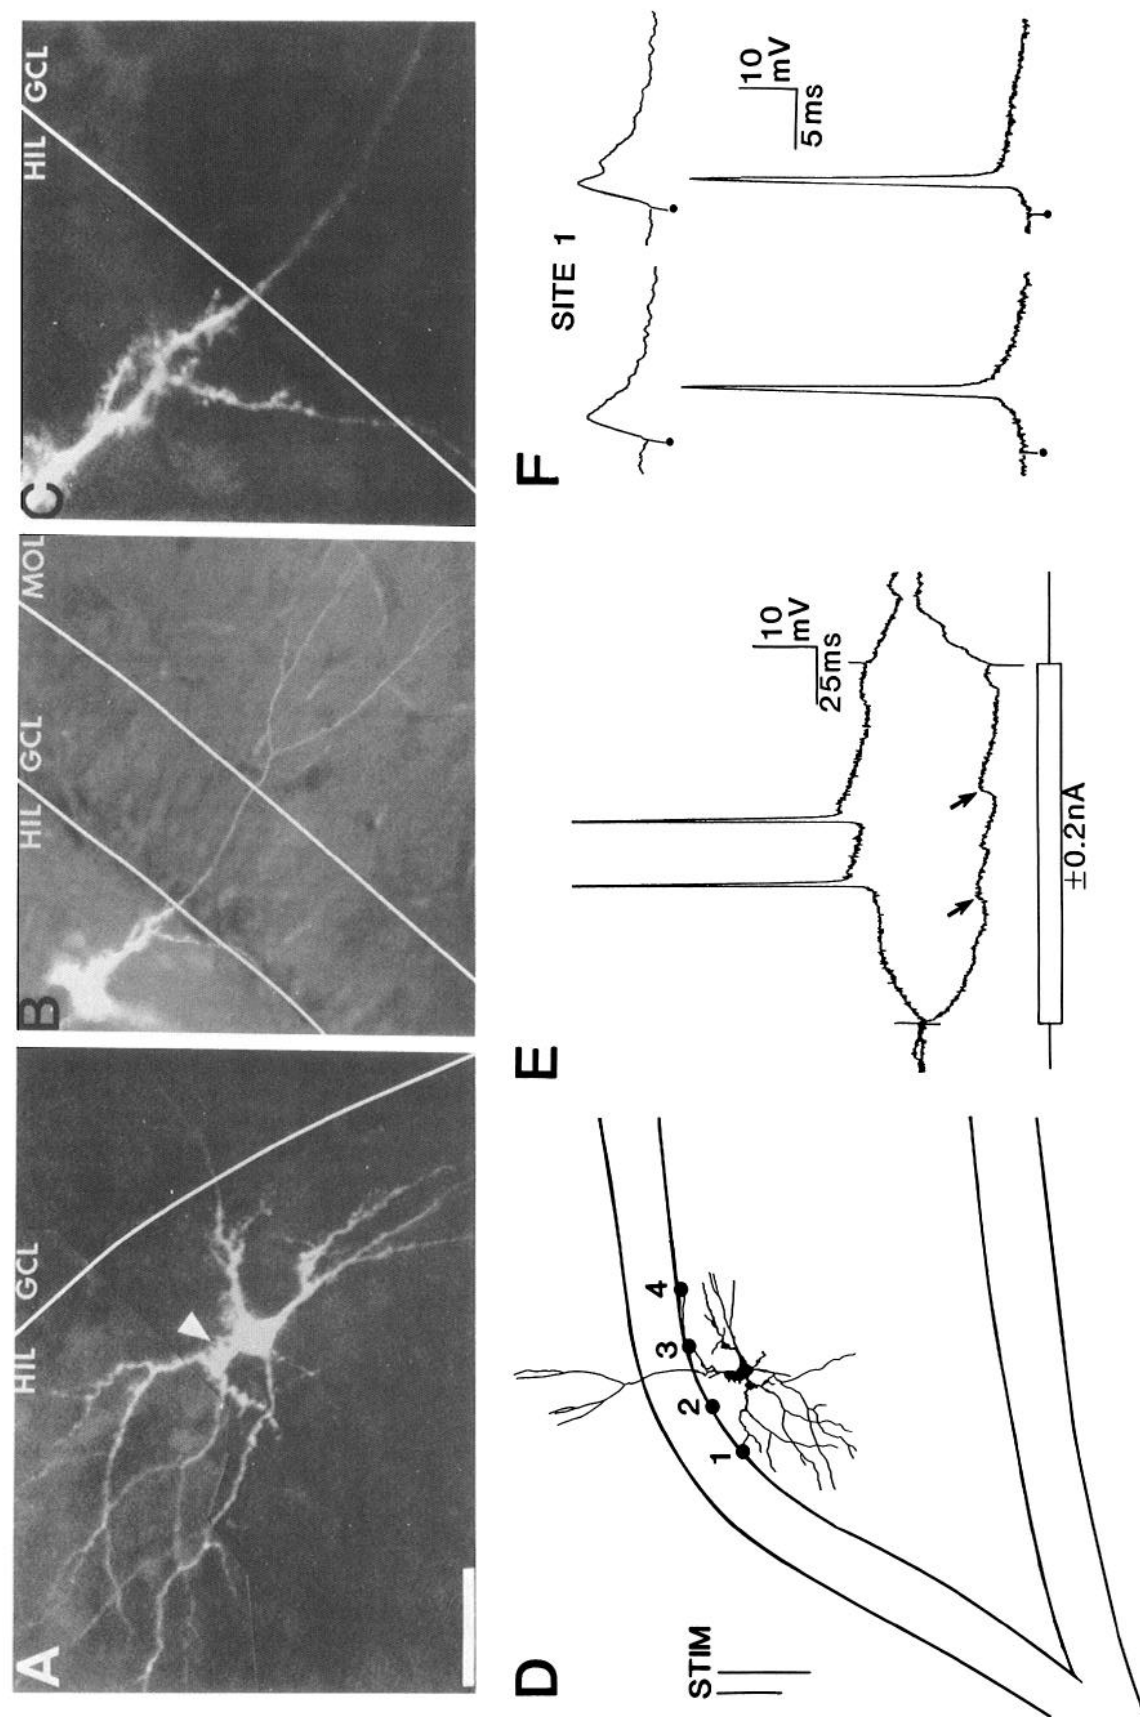 A
HIL GCL
B
HIL GCL MOL
C
HIL GCL
D
STIM
1
2
3
4
E
10
mV
25ms
±0.2nA
F
SITE 1
10
mV
5ms